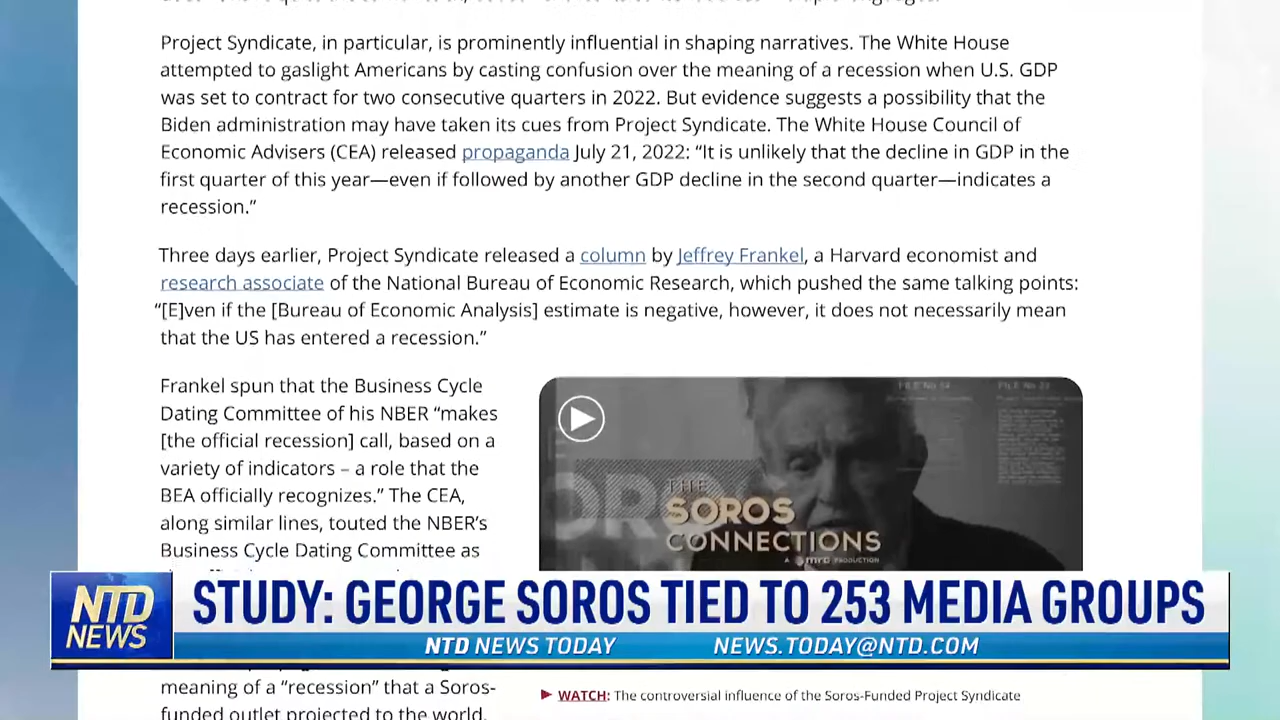 Project Syndicate, in particular, is prominently influential in shaping narratives. The White House
attempted to gaslight Americans by casting confusion over the meaning of a recession when U.S. GDP
was set to contract for two consecutive quarters in 2022. But evidence suggests a possibility that the
Biden administration may have taken its cues from Project Syndicate. The White House Council of
Economic Advisers (CEA) released propaganda July 21, 2022: “It is unlikely that the decline in GDP in the
first quarter of this year—even if followed by another GDP decline in the second quarter—indicates a
recession.”
Three days earlier, Project Syndicate released a column by Jeffrey Frankel, a Harvard economist and
research associate of the National Bureau of Economic Research, which pushed the same talking points:
“[E]ven if the [Bureau of Economic Analysis] estimate is negative, however, it does not necessarily mean
that the US has entered a recession.”
Frankel spun that the Business Cycle
Dating Committee of his NBER “makes
[the official recession] call, based on a
variety of indicators – a role that the
BEA officially recognizes.” The CEA,
along similar lines, touted the NBER’s
Business Cycle Dating Committee as
THE
SOROS
CONNECTIONS
A mrc PRODUCTION
NTD
NEWS
STUDY: GEORGE SOROS TIED TO 253 MEDIA GROUPS
NTD NEWS TODAY NEWS.TODAY@NTD.COM
meaning of a “recession” that a Soros-
funded outlet projected to the world.
WATCH: The controversial influence of the Soros-Funded Project Syndicate